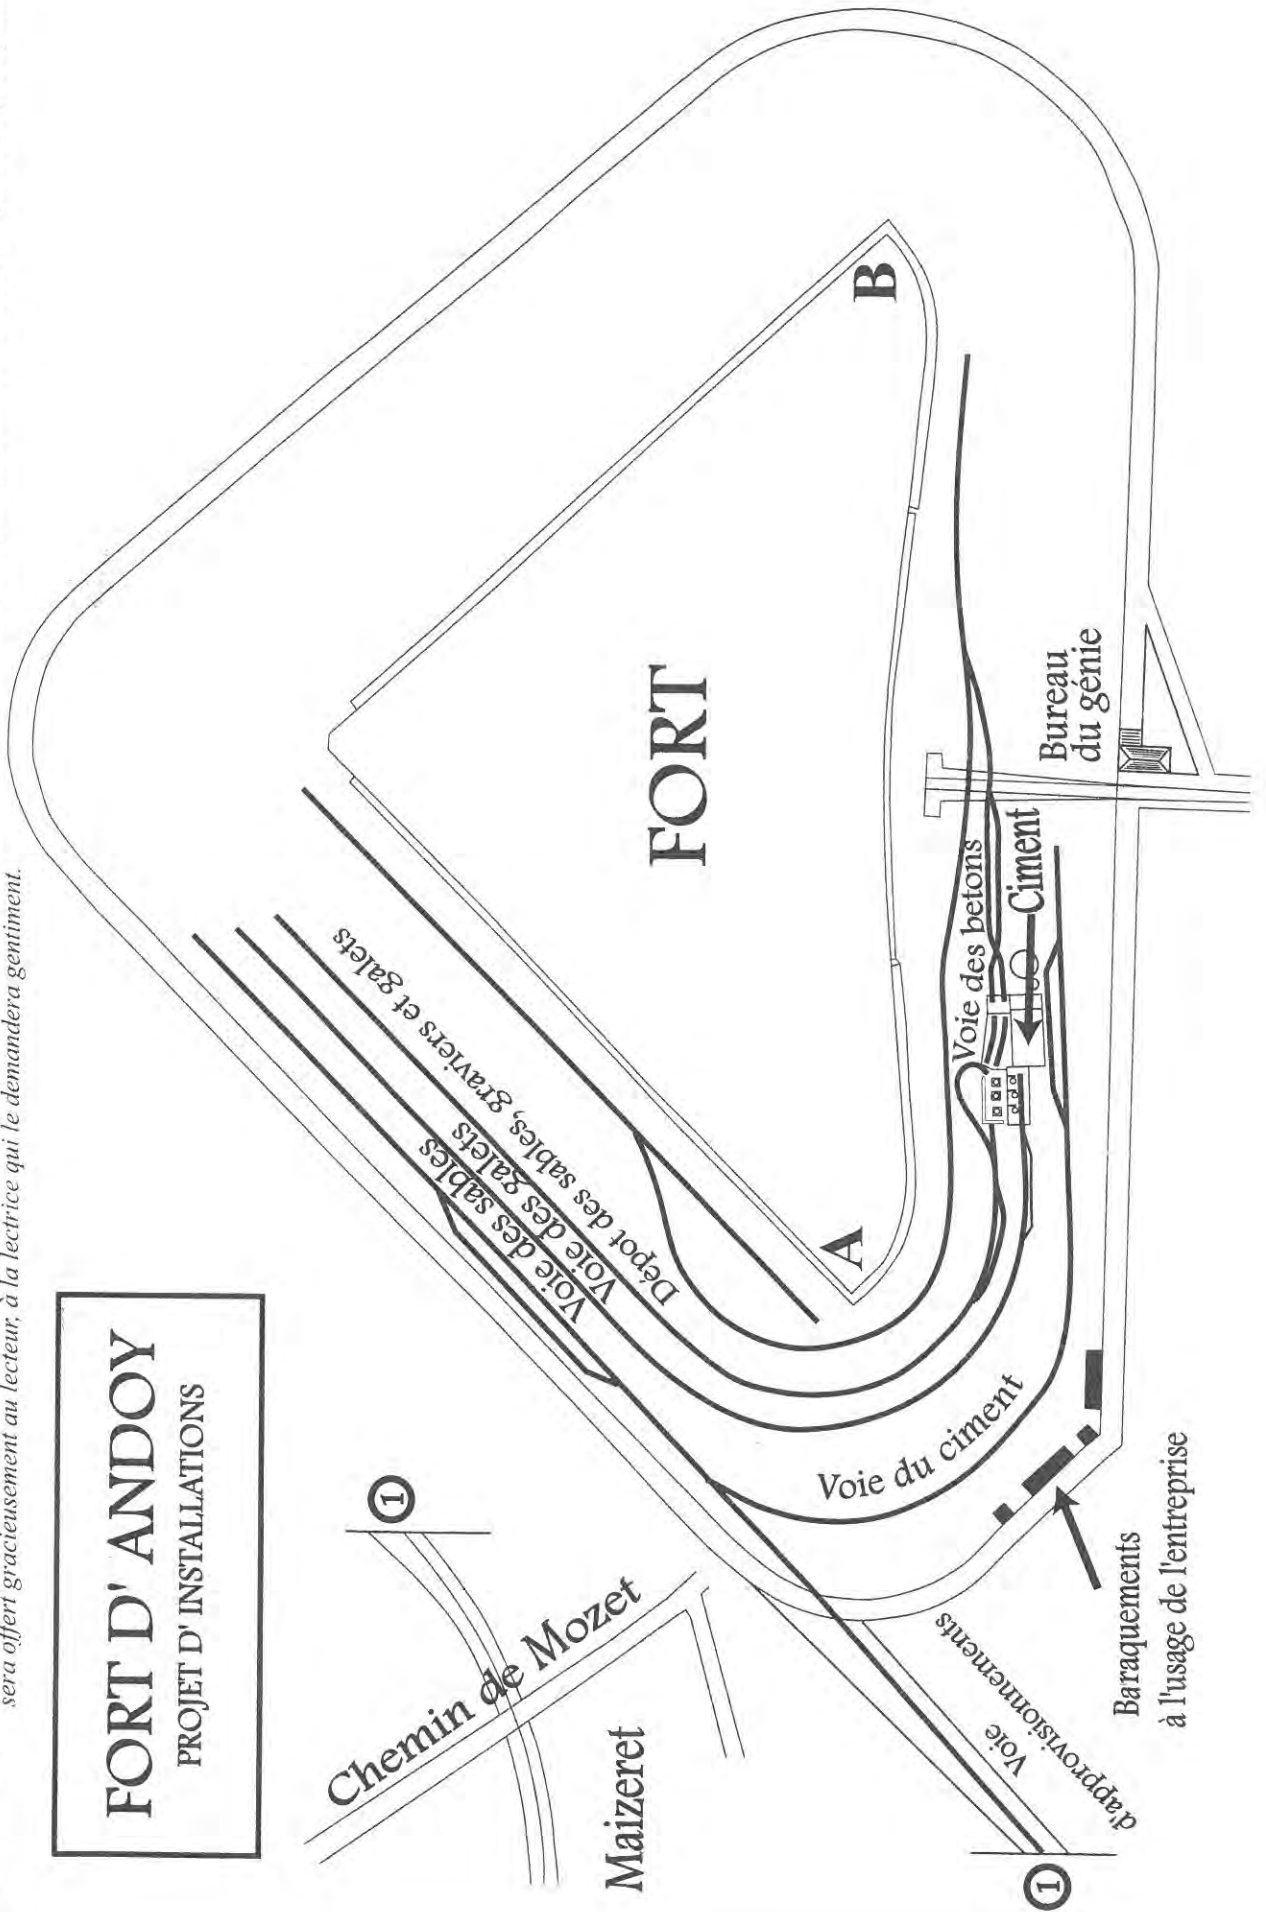 sera offert gracieusement au lecteur, à la lectrice qui le demandera gentiment.
FORT D' ANDOY
PROJET D' INSTALLATIONS
1
Chemin de Mozet
Maizeret
1
Voie
d'approvisionnements
Baraquements
à l'usage de l'entreprise
Voie du ciment
Voie des sables
Voie des galets
Dépot des sables, graviers et galets
A
FORT
B
Voie des betons
Ciment
Bureau
du génie